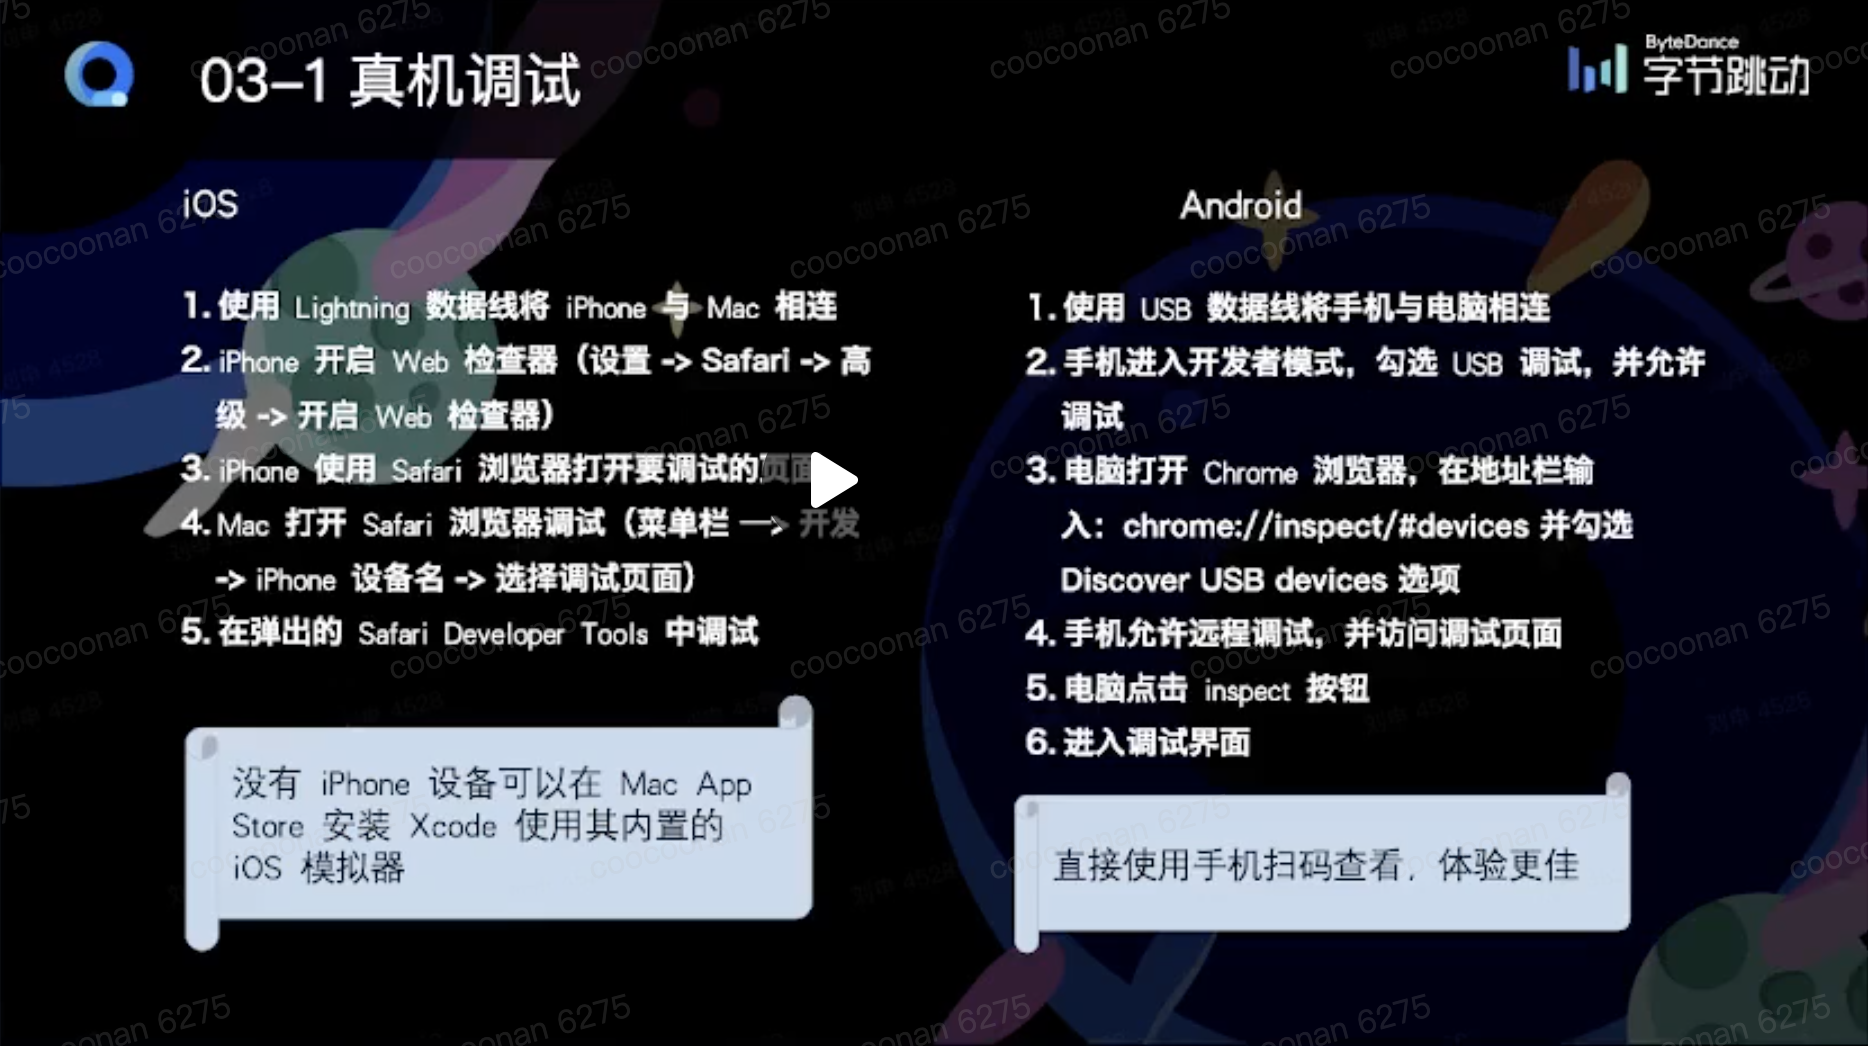 03-1 真机调试
ByteDance
字节跳动
iOS
1. 使用 Lightning 数据线将 iPhone 与 Mac 相连
2. iPhone 开启 Web 检查器（设置 -> Safari -> 高
级 -> 开启 Web 检查器）
3. iPhone 使用 Safari 浏览器打开要调试的页面
4. Mac 打开 Safari 浏览器调试（菜单栏 —> 开发
-> iPhone 设备名 -> 选择调试页面）
5. 在弹出的 Safari Developer Tools 中调试
没有 iPhone 设备可以在 Mac App
Store 安装 Xcode 使用其内置的
iOS 模拟器
Android
1. 使用 USB 数据线将手机与电脑相连
2. 手机进入开发者模式，勾选 USB 调试，并允许
调试
3. 电脑打开 Chrome 浏览器，在地址栏输
入：chrome://inspect/#devices 并勾选
Discover USB devices 选项
4. 手机允许远程调试，并访问调试页面
5. 电脑点击 inspect 按钮
6. 进入调试界面
直接使用手机扫码查看，体验更佳
coocoonan 6275